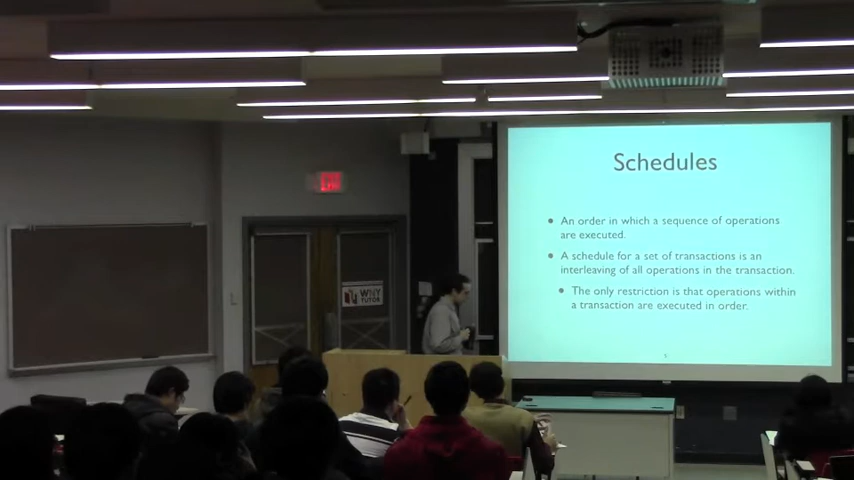 Schedules
• An order in which a sequence of operations
are executed.
• A schedule for a set of transactions is an
interleaving of all operations in the transaction.
• The only restriction is that operations within
a transaction are executed in order.
WNY
TUTOR